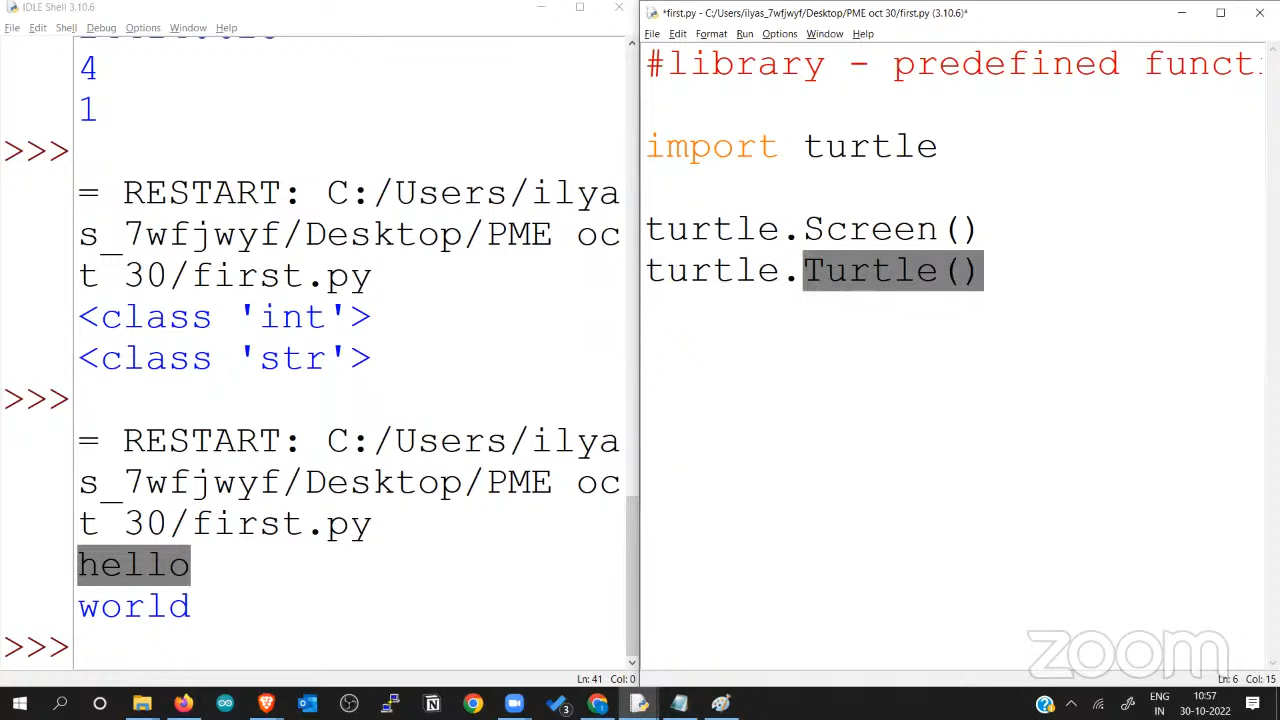 IDLE Shell 3.10.6
File Edit Shell Debug Options Window Help
4
1
>>>
= RESTART: C:/Users/ilya
s_7wfjwyf/Desktop/PME oc
t_30/first.py
<class 'int'>
<class 'str'>
>>>
= RESTART: C:/Users/ilya
s_7wfjwyf/Desktop/PME oc
t 30/first.py
hello
world
>>>
Ln: 41 Col: 0
*first.py - C:/Users/ilyas_7wfjwyf/Desktop/PME oct 30/first.py (3.10.6)*
File Edit Format Run Options Window Help
#library - predefined functi
import turtle
turtle.Screen()
turtle.Turtle()
zoom
Ln: 6 Col: 15
3
ENG
IN
10:57
30-10-2022